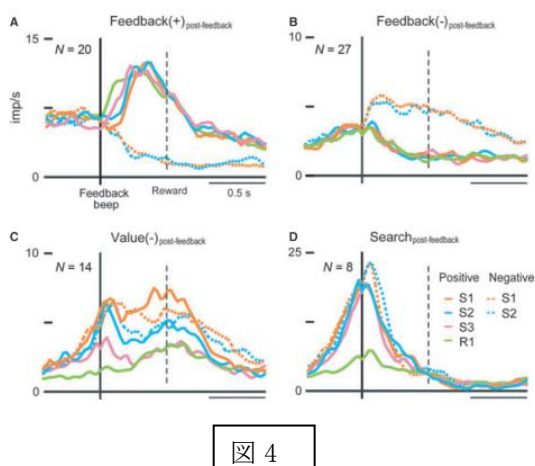 A Feedback(+)post-feedback
15
N = 20
imp/s
0
Feedback beep
Reward
0.5 s
B Feedback(-)post-feedback
10
N = 27
0
C Value(-)post-feedback
10
N = 14
0
D Search post-feedback
25
N = 8
Positive Negative
S1 S1
S2 S2
S3
R1
0
図 4